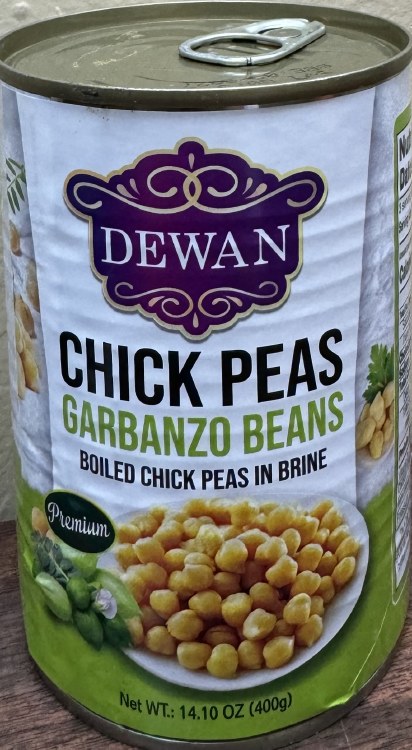 DEWAN
CHICK PEAS
GARBANZO BEANS
BOILED CHICK PEAS IN BRINE
Premium
Net WT.: 14.10 OZ (400g)